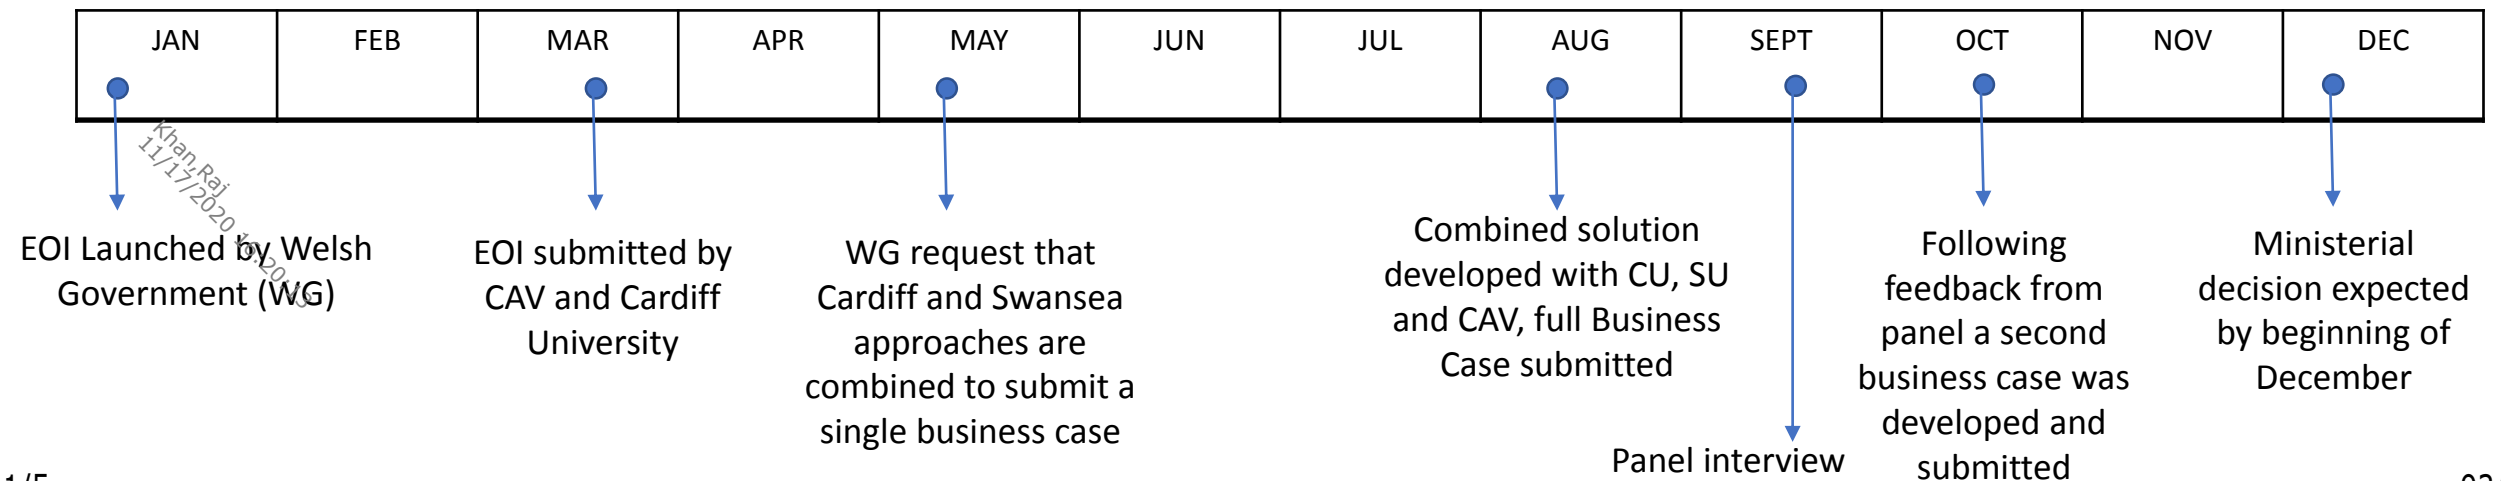 JAN FEB MAR APR MAY JUN JUL AUG SEPT OCT NOV DEC
Khan, Raj
11/17/2020 16:20:13
EOI Launched by Welsh
Government (WG)
EOI submitted by
CAV and Cardiff
University
WG request that
Cardiff and Swansea
approaches are
combined to submit a
single business case
Combined solution
developed with CU, SU
and CAV, full Business
Case submitted
Panel interview
Following
feedback from
panel a second
business case was
developed and
submitted
Ministerial
decision expected
by beginning of
December